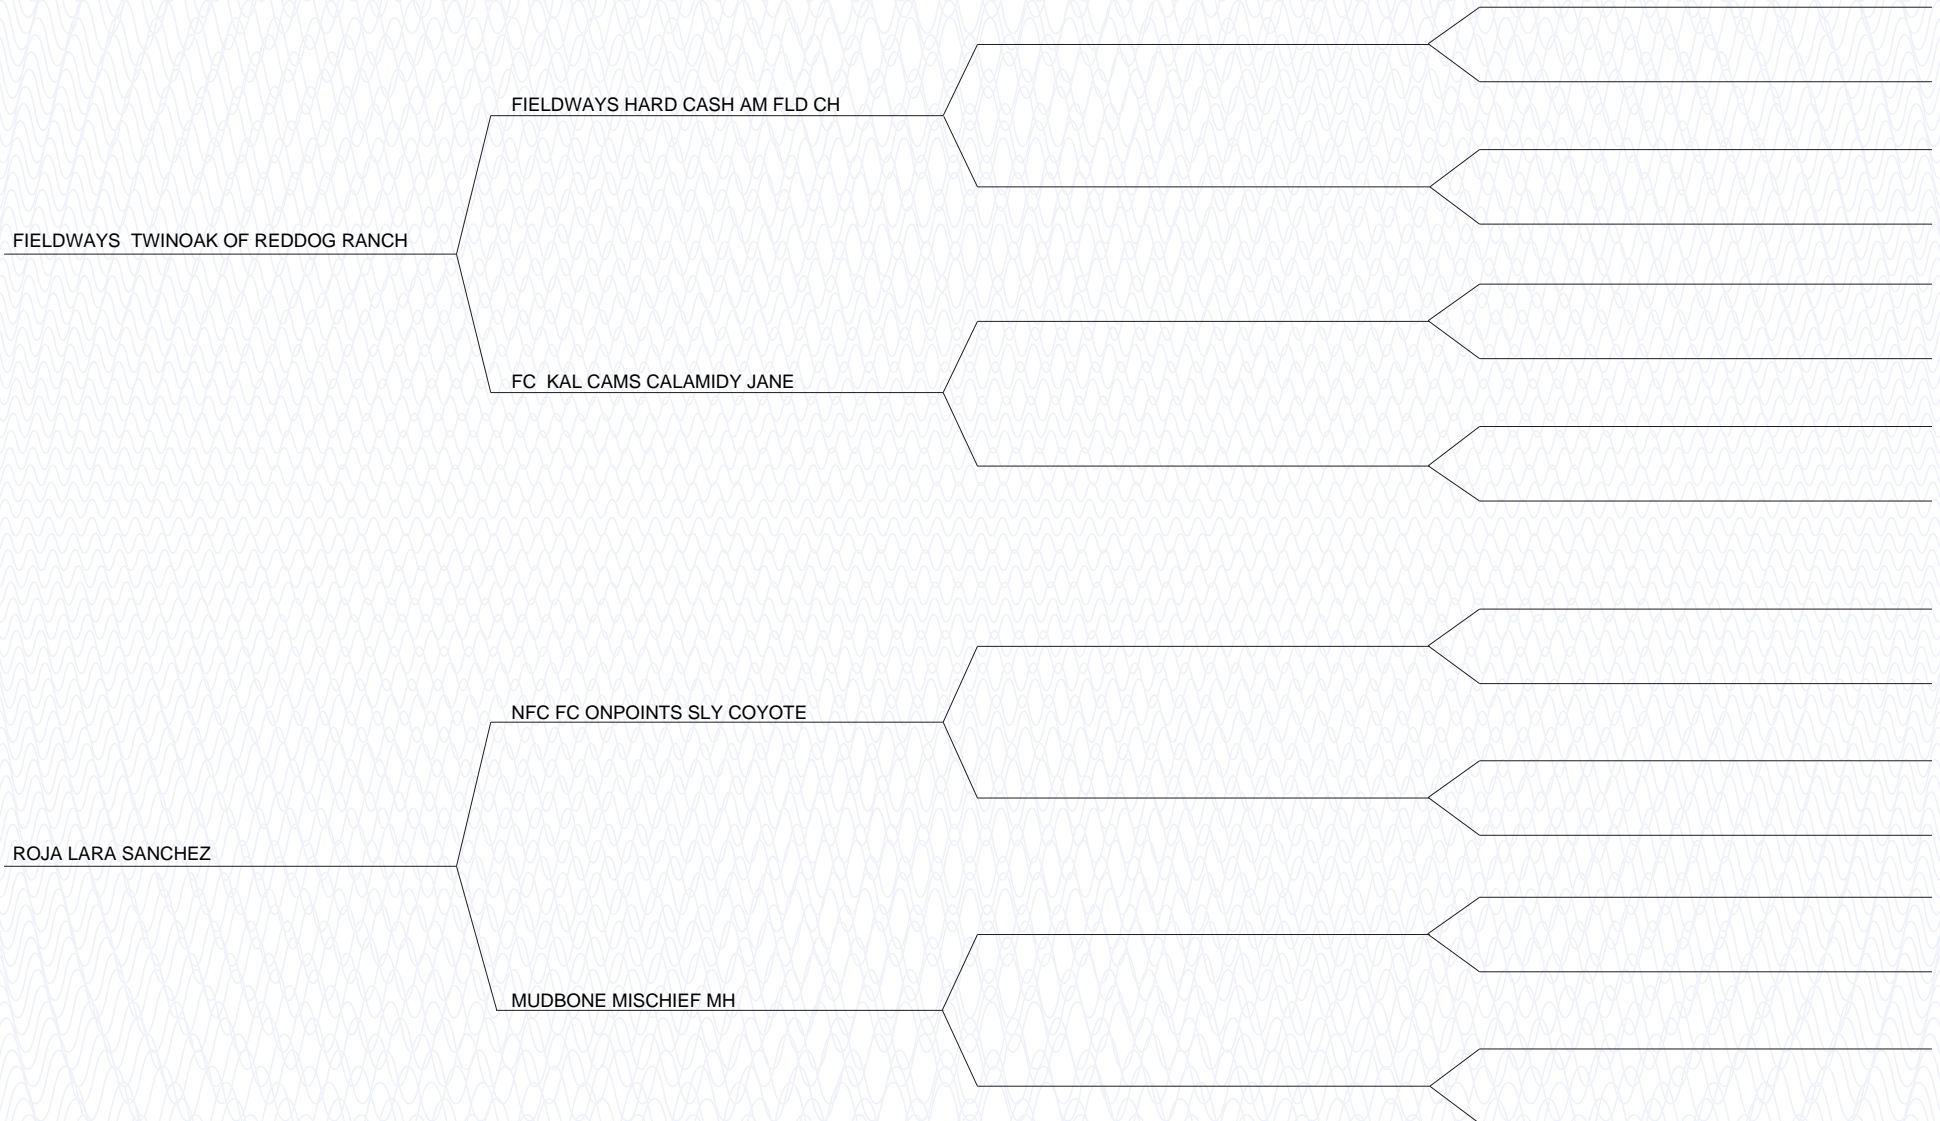 FIELDWAYS HARD CASH AM FLD CH
FIELDWAYS  TWINOAK OF REDDOG RANCH
FC  KAL CAMS CALAMIDY JANE
NFC FC ONPOINTS SLY COYOTE
ROJA LARA SANCHEZ
MUDBONE MISCHIEF MH